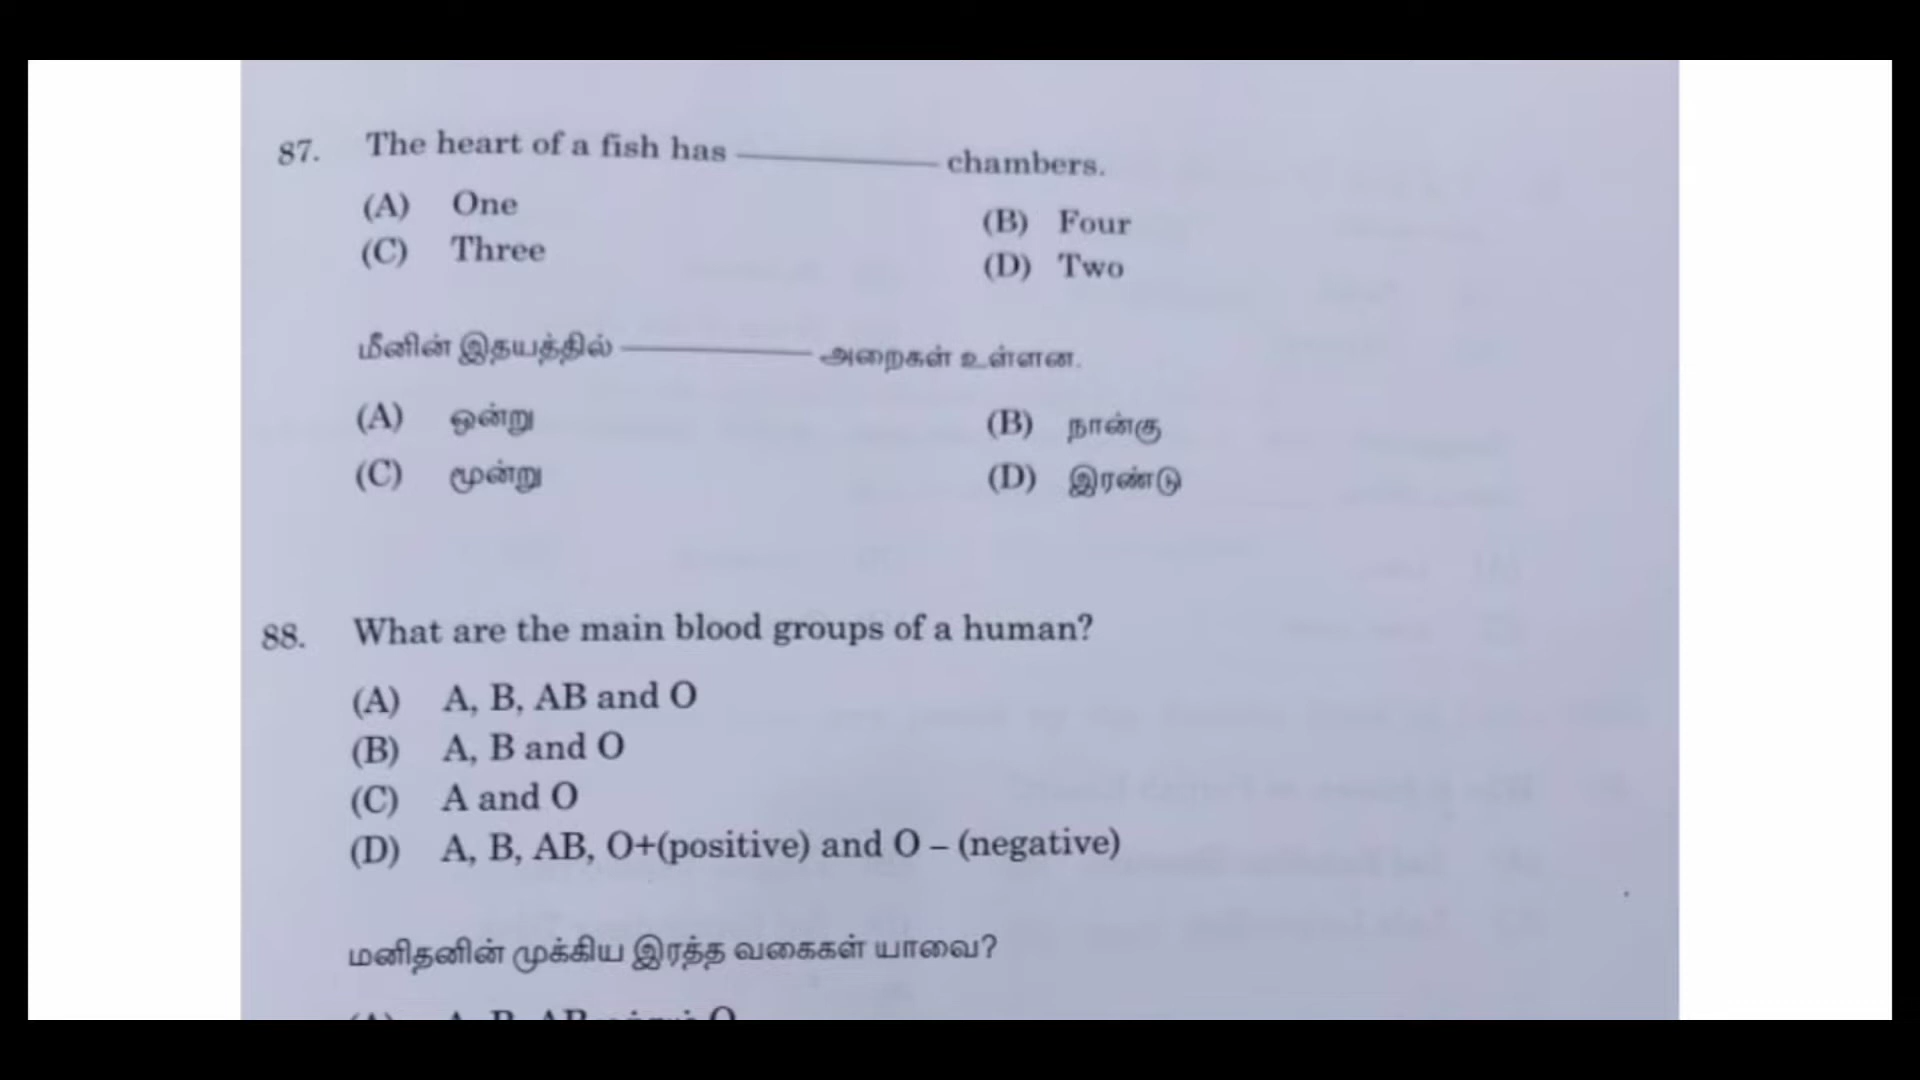 87. The heart of a fish has ———— chambers.
(A) One (B) Four
(C) Three (D) Two
மீனின் இதயத்தில் ———— அறைகள் உள்ளன.
(A) ஒன்று (B) நான்கு
(C) மூன்று (D) இரண்டு
88. What are the main blood groups of a human?
(A) A, B, AB and O
(B) A, B and O
(C) A and O
(D) A, B, AB, O+(positive) and O – (negative)
மனிதனின் முக்கிய இரத்த வகைகள் யாவை?